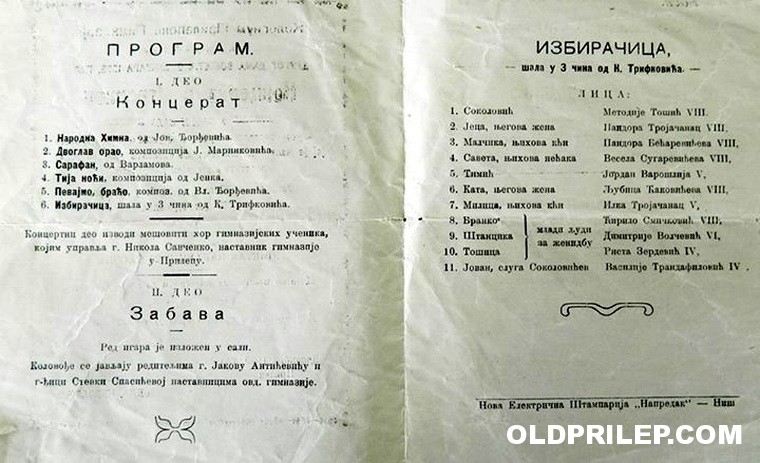 ПРОГРАМ.
I. ДЕО
Концерат
1. Народна Химна, од Јов. Ђорђевића.
2. Двоглав орао, композиција Ј. Маринковића.
3. Сарафан, од Варламова.
4. Тија ноћи, композиција од Јенка.
5. Певајмо, браћо, композ. од Вл. Ђорђевића.
6. Избирачица, шала у 3 чина од К, Трифковића.
Концертни део изводи мешовити хор гимназијских ученика,
којим управља г. Никола Савченко, наставник гимназије
у Прилепу.
II. ДЕО
Забава
Ред игара је изложен у сали.
Коловође се јављају редитељима г. Јакову Антићевићу и
г-ђици Стевки Спасићевој наставницима овд. гимназије.
ИЗБИРАЧИЦА,
— шала у 3 чина од К. Трифковића. —
ЛИЦА:
1. Соколовић Методије Тошић VIII.
2. Јеца, његова жена Пандора Тројачанац VIII,
3. Малчика, њихова кћи Пандора Бећаревићева VIII,
4. Савета, њихова нећака Весела Сугаревићева VIII,
5. Тимић Јордан Варошлија V,
6. Ката, његова жена Љубица Ћаковићева VIII,
7. Милица, њихова кћи Илка Тројачанац V,
8. Бранко Ћирило Смичковић VIII,
9. Штанцика млади људи за женидбу Димитрије Волчевић VI,
10. Тошица Риста Зердевић IV,
11. Јован, слуга Соколовићев Василије Трандафиловић IV .
Нова Електрична Штампарија „Напредак“ — Ниш
OLDPRILEP.COM